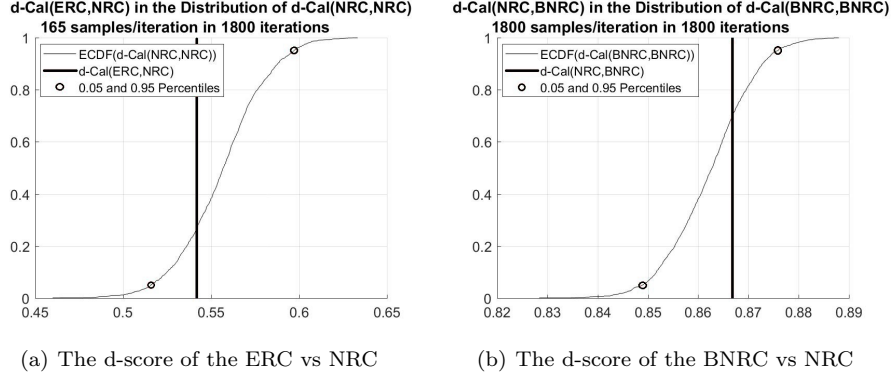 d-Cal(ERC,NRC) in the Distribution of d-Cal(NRC,NRC)
165 samples/iteration in 1800 iterations
1
0.8
0.6
0.4
0.2
0
ECDF(d-Cal(NRC,NRC))
d-Cal(ERC,NRC)
0.05 and 0.95 Percentiles
0.45 0.5 0.55 0.6 0.65
(a) The d-score of the ERC vs NRC
d-Cal(NRC,BNRC) in the Distribution of d-Cal(BNRC,BNRC)
1800 samples/iteration in 1800 iterations
1
0.8
0.6
0.4
0.2
0
ECDF(d-Cal(BNRC,BNRC))
d-Cal(NRC,BNRC)
0.05 and 0.95 Percentiles
0.82 0.83 0.84 0.85 0.86 0.87 0.88 0.89
(b) The d-score of the BNRC vs NRC